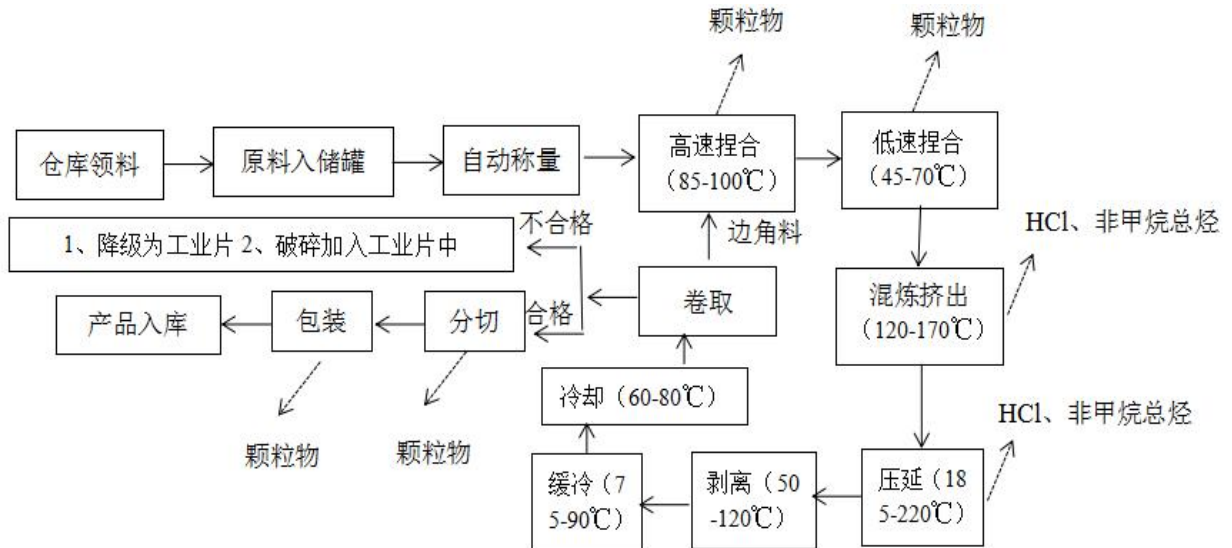 颗粒物
颗粒物
仓库领料
原料入储罐
自动称量
高速捏合
（85-100℃）
低速捏合
（45-70℃）
不合格
边角料
HCl、非甲烷总烃
1、降级为工业片 2、破碎加入工业片中
卷取
混炼挤出
（120-170℃）
产品入库
包装
分切
合格
冷却（60-80℃）
HCl、非甲烷总烃
颗粒物
颗粒物
缓冷（7
5-90℃）
剥离（50
-120℃）
压延（18
5-220℃）